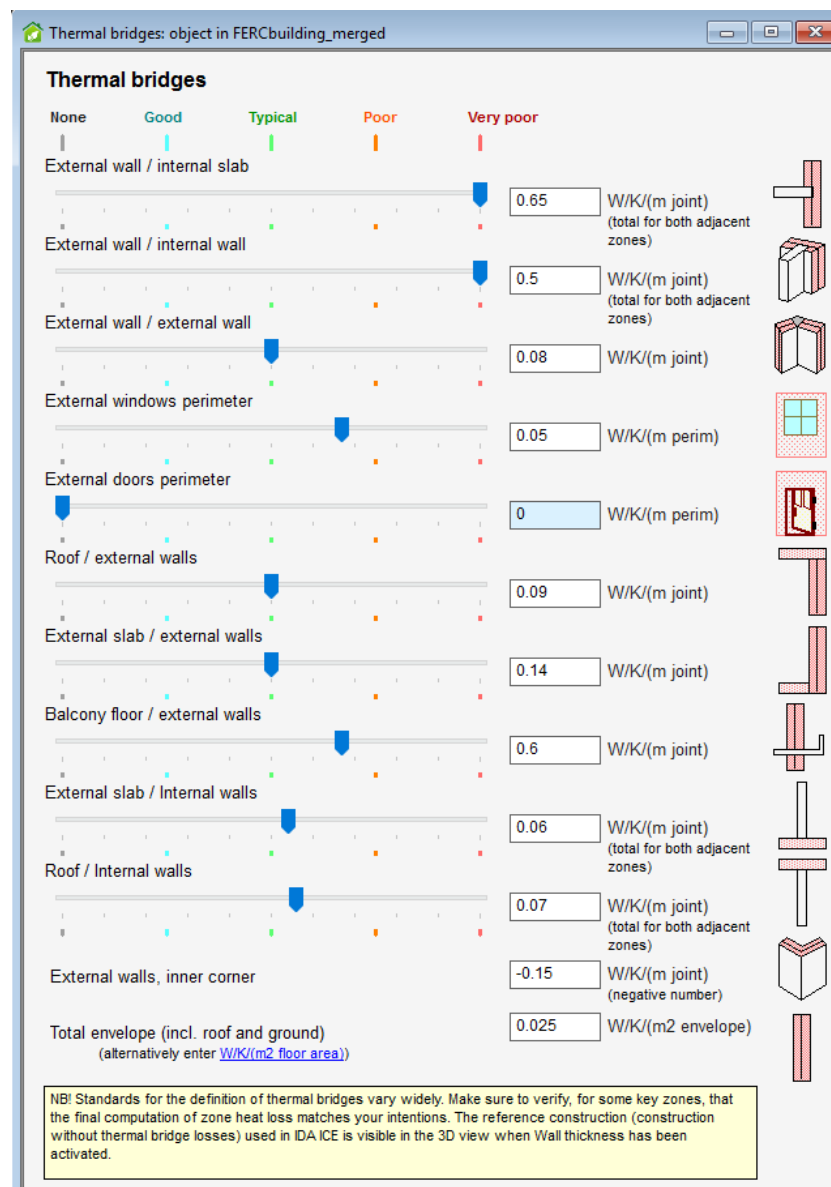 Thermal bridges: object in FERCbuilding_merged
Thermal bridges
None Good Typical Poor Very poor
External wall / internal slab
0.65 W/K/(m joint)
(total for both adjacent
zones)
External wall / internal wall
0.5 W/K/(m joint)
(total for both adjacent
zones)
External wall / external wall
0.08 W/K/(m joint)
External windows perimeter
0.05 W/K/(m perim)
External doors perimeter
0 W/K/(m perim)
Roof / external walls
0.09 W/K/(m joint)
External slab / external walls
0.14 W/K/(m joint)
Balcony floor / external walls
0.6 W/K/(m joint)
External slab / Internal walls
0.06 W/K/(m joint)
(total for both adjacent
zones)
Roof / Internal walls
0.07 W/K/(m joint)
(total for both adjacent
zones)
External walls, inner corner -0.15 W/K/(m joint)
(negative number)
Total envelope (incl. roof and ground) 0.025 W/K/(m2 envelope)
(alternatively enter W/K/(m2 floor area))
NB! Standards for the definition of thermal bridges vary widely. Make sure to verify, for some key zones, that
the final computation of zone heat loss matches your intentions. The reference construction (construction
without thermal bridge losses) used in IDA ICE is visible in the 3D view when Wall thickness has been
activated.